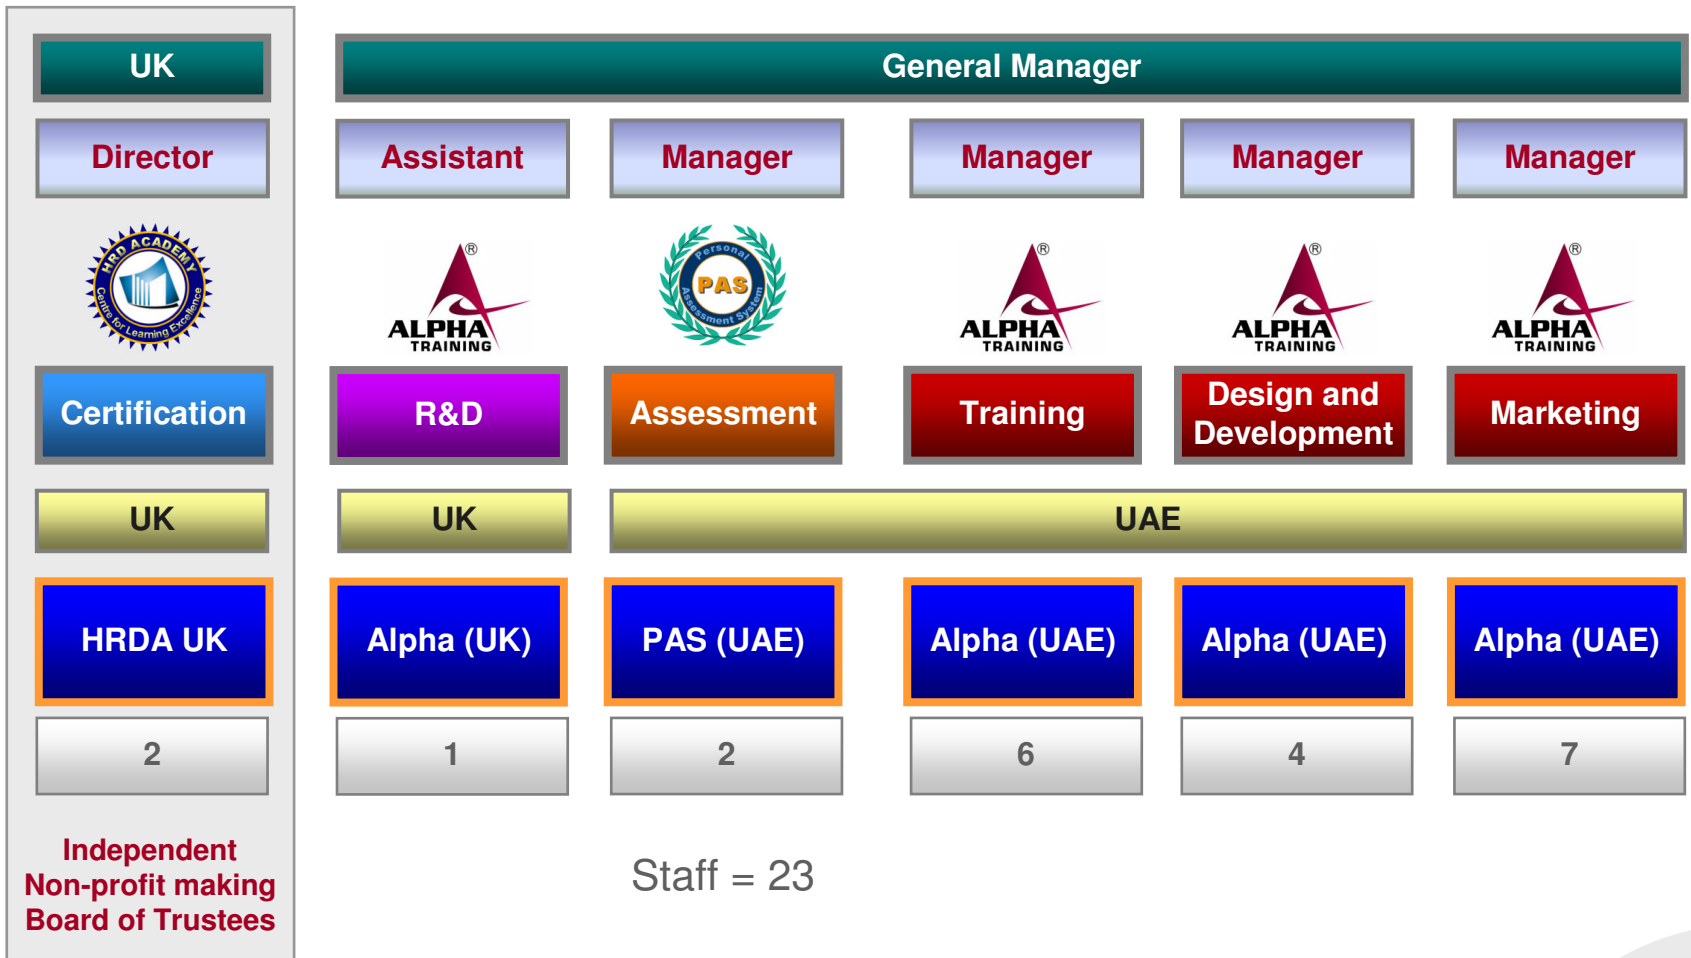 UK
General Manager
Director
Assistant
Manager
Manager
Manager
Manager
HRD ACADEMY
Centre for Learning Excellence
®
ALPHA
TRAINING
Personal
PAS
Assessment System
®
ALPHA
TRAINING
®
ALPHA
TRAINING
®
ALPHA
TRAINING
Certification
R&D
Assessment
Training
Design and
Development
Marketing
UK
UK
UAE
HRDA UK
Alpha (UK)
PAS (UAE)
Alpha (UAE)
Alpha (UAE)
Alpha (UAE)
2
1
2
6
4
7
Independent
Non-profit making
Board of Trustees
Staff = 23